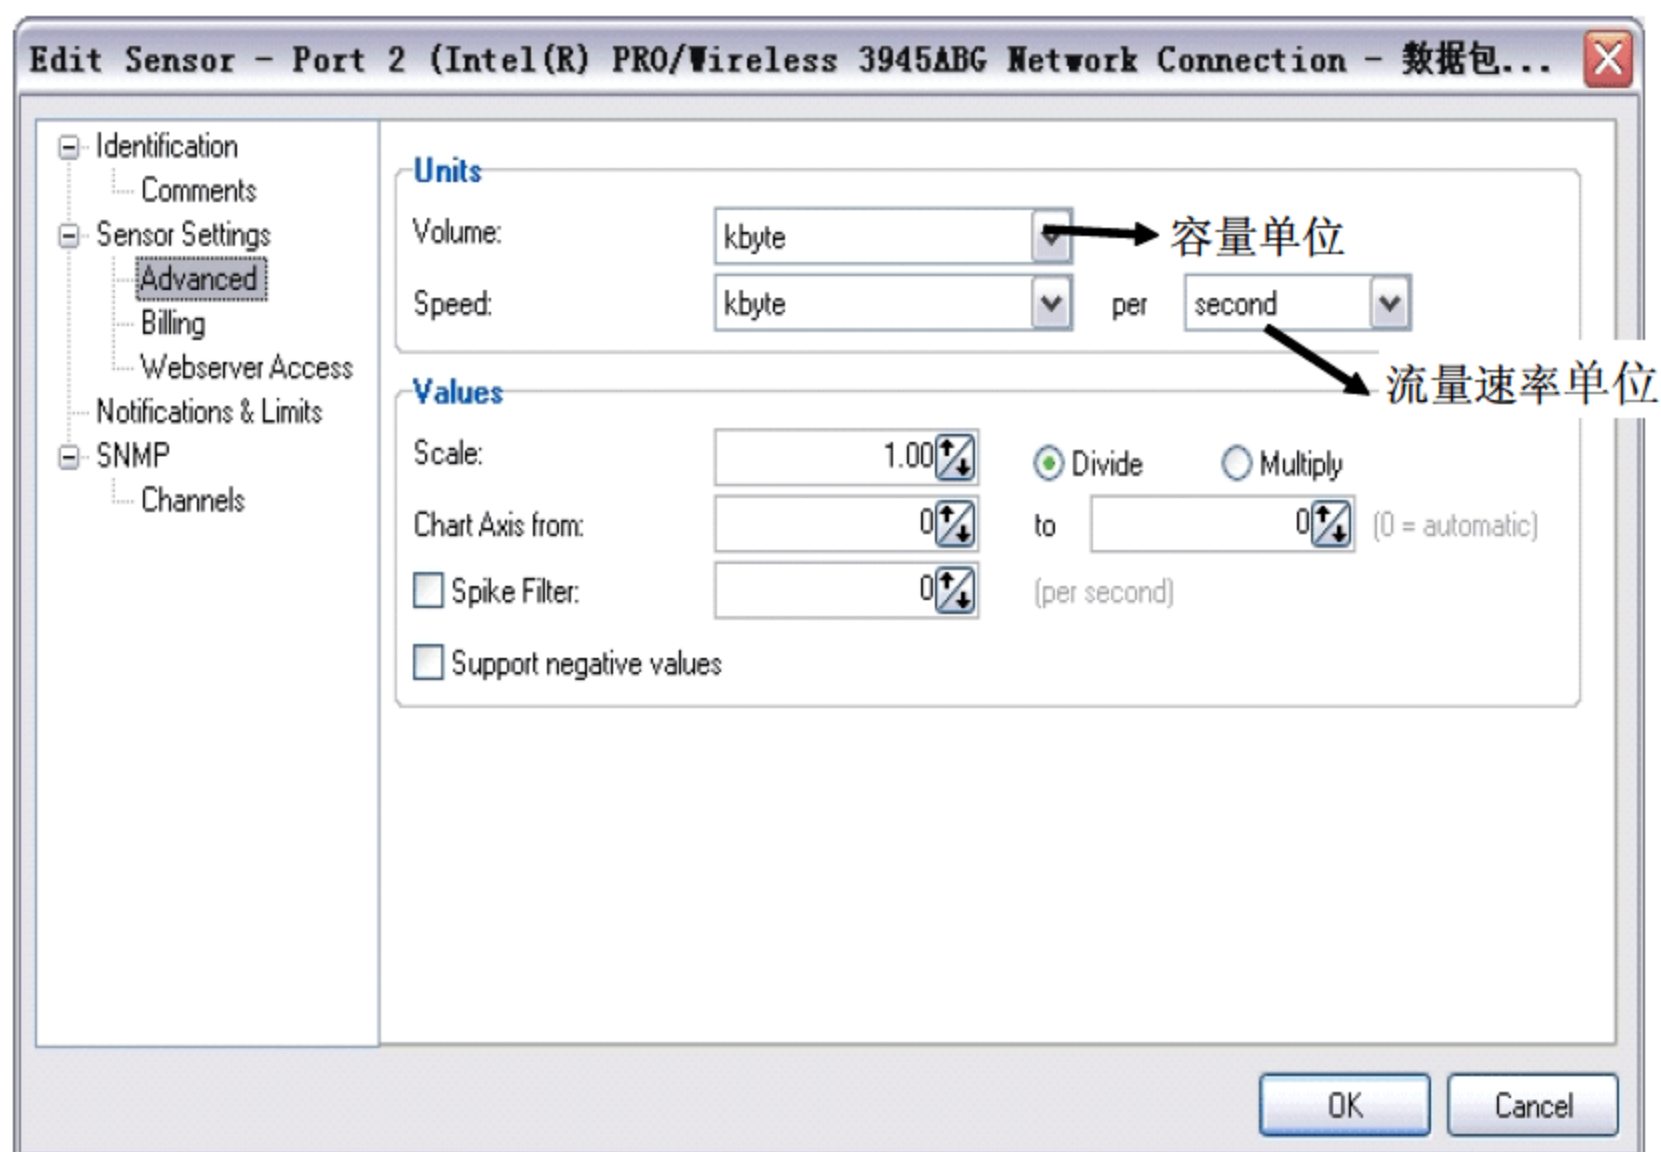 Edit Sensor - Port 2 (Intel(R) PRO/Wireless 3945ABG Network Connection - 数据包...
Identification
Comments
Sensor Settings
Advanced
Billing
Webserver Access
Notifications & Limits
SNMP
Channels
Units
Volume: kbyte 容量单位
Speed: kbyte per second
流量速率单位
Values
Scale: 1.00 Divide Multiply
Chart Axis from: 0 to 0 (0 = automatic)
Spike Filter: 0 (per second)
Support negative values
OK Cancel